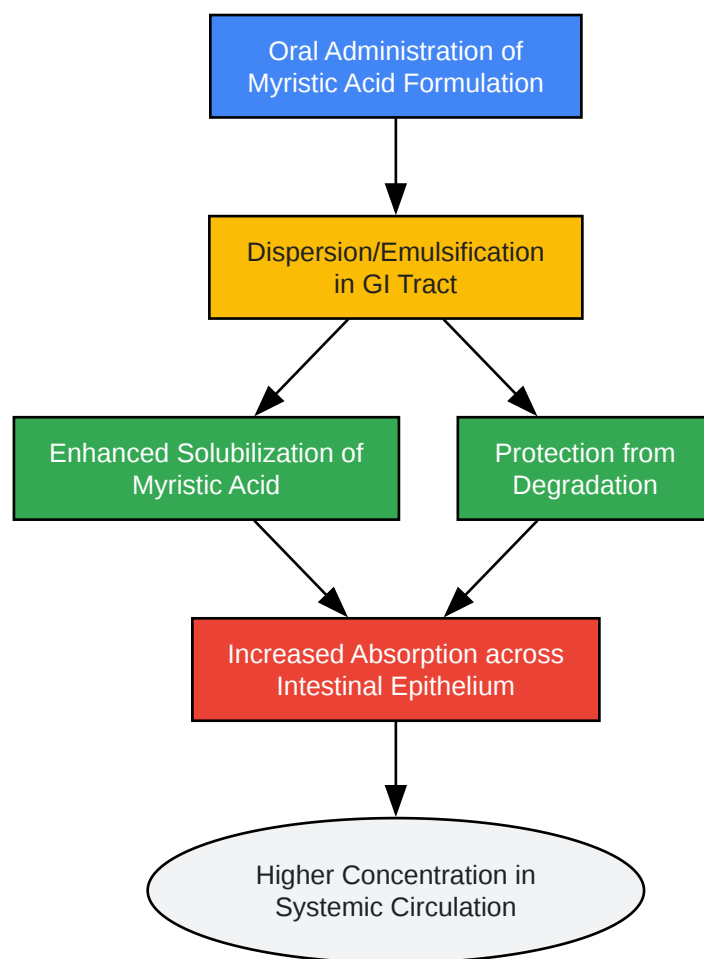 Oral Administration of
Myristic Acid Formulation
Dispersion/Emulsification
in GI Tract
Enhanced Solubilization of
Myristic Acid
Protection from
Degradation
Increased Absorption across
Intestinal Epithelium
Higher Concentration in
Systemic Circulation